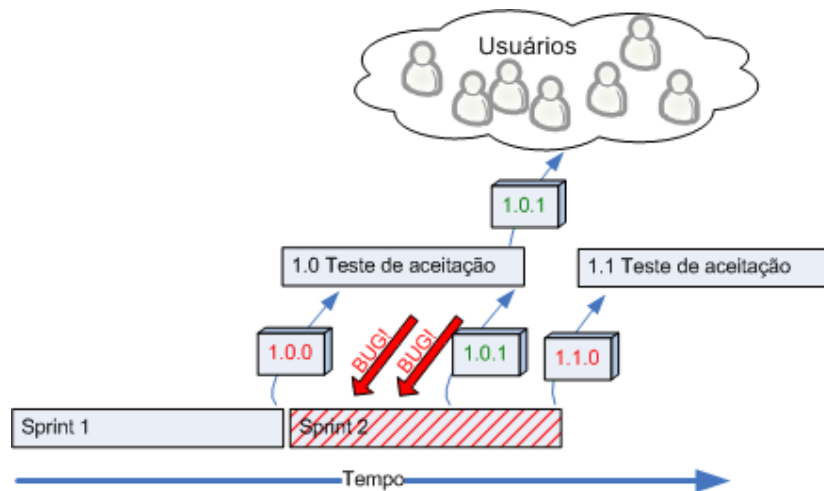 Usuários
1.0.1
1.0 Teste de aceitação
1.1 Teste de aceitação
1.0.0
BUG!
BUG!
1.0.1
1.1.0
Sprint 1
Sprint 2
Tempo